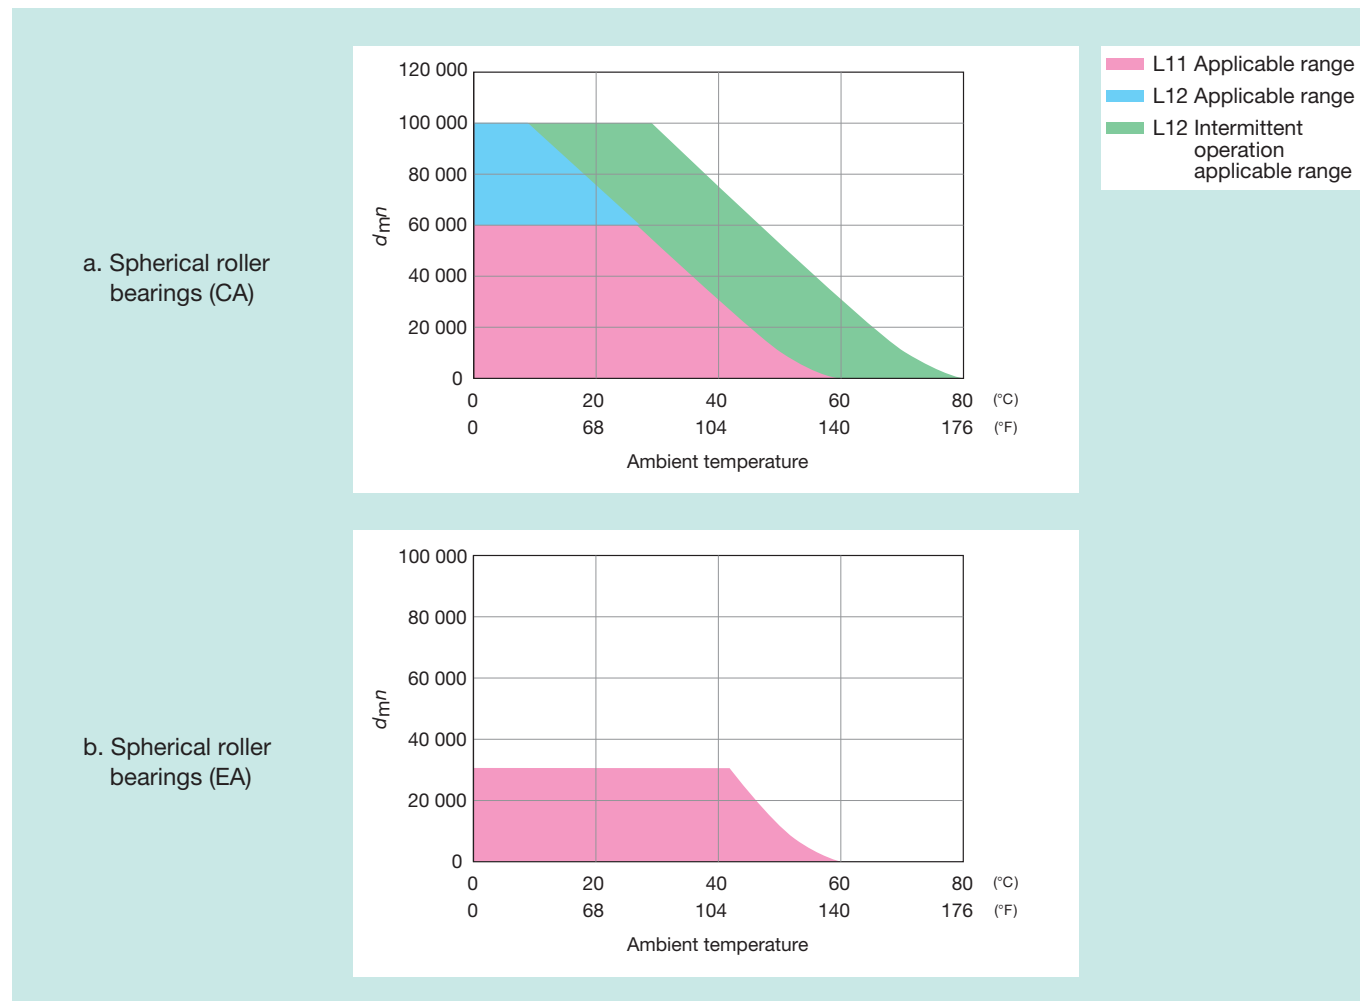 a. Spherical roller
bearings (CA)
120 000
100 000
80 000
60 000
40 000
20 000
0
dmn
0 20 40 60 80 (°C)
0 68 104 140 176 (°F)
Ambient temperature
L11 Applicable range
L12 Applicable range
L12 Intermittent
operation
applicable range
b. Spherical roller
bearings (EA)
100 000
80 000
60 000
40 000
20 000
0
dmn
0 20 40 60 80 (°C)
0 68 104 140 176 (°F)
Ambient temperature